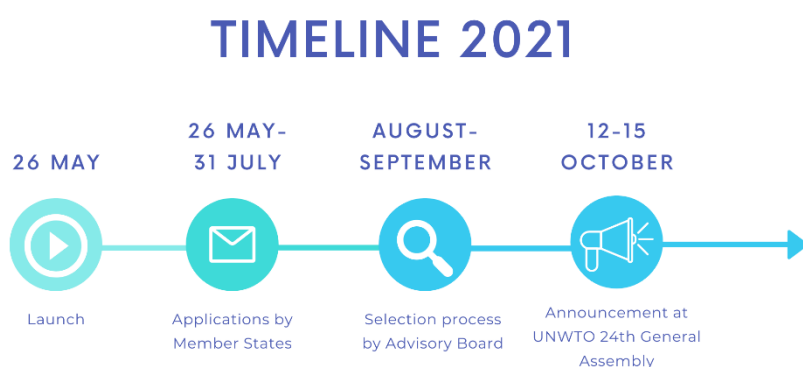 TIMELINE 2021
26 MAY
26 MAY-
31 JULY
AUGUST-
SEPTEMBER
12-15
OCTOBER
Launch
Applications by
Member States
Selection process
by Advisory Board
Announcement at
UNWTO 24th General
Assembly